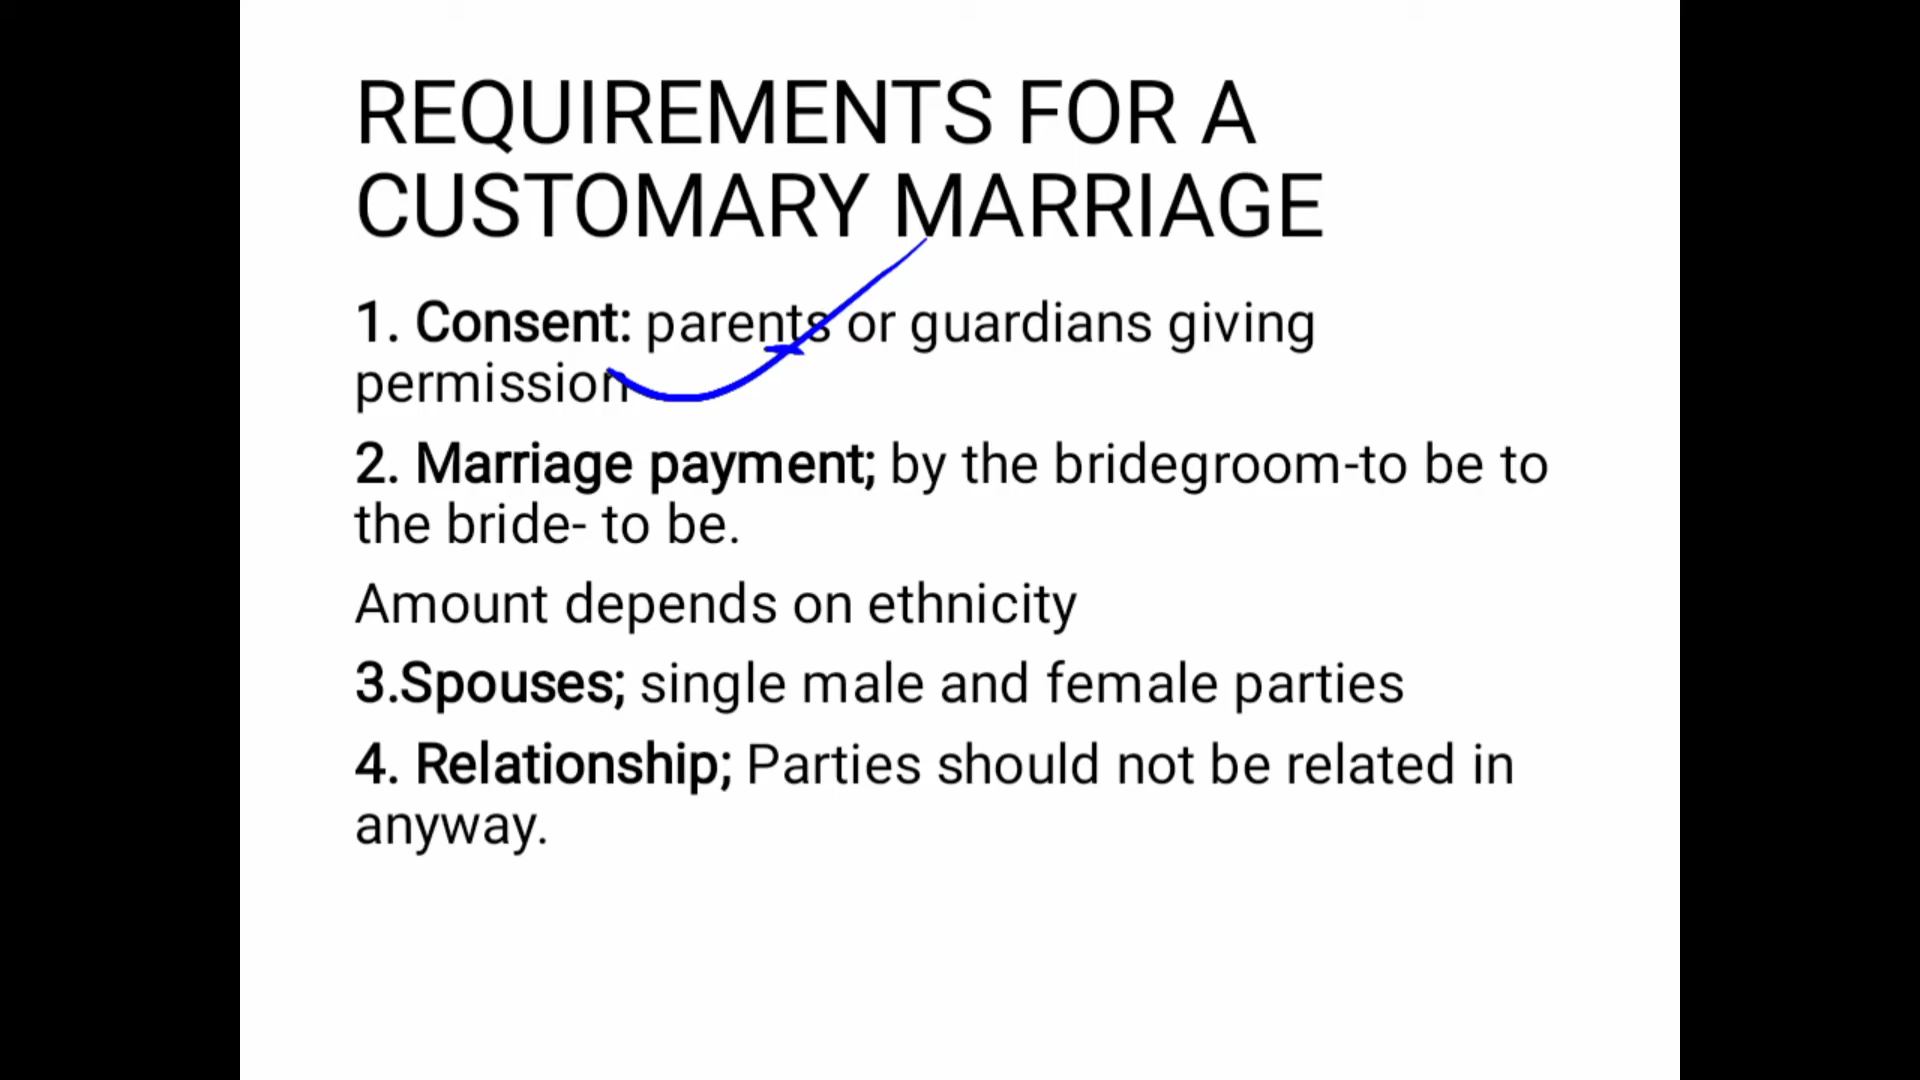 REQUIREMENTS FOR A
CUSTOMARY MARRIAGE
1. Consent: parents or guardians giving
permission
2. Marriage payment; by the bridegroom-to be to
the bride- to be.
Amount depends on ethnicity
3.Spouses; single male and female parties
4. Relationship; Parties should not be related in
anyway.